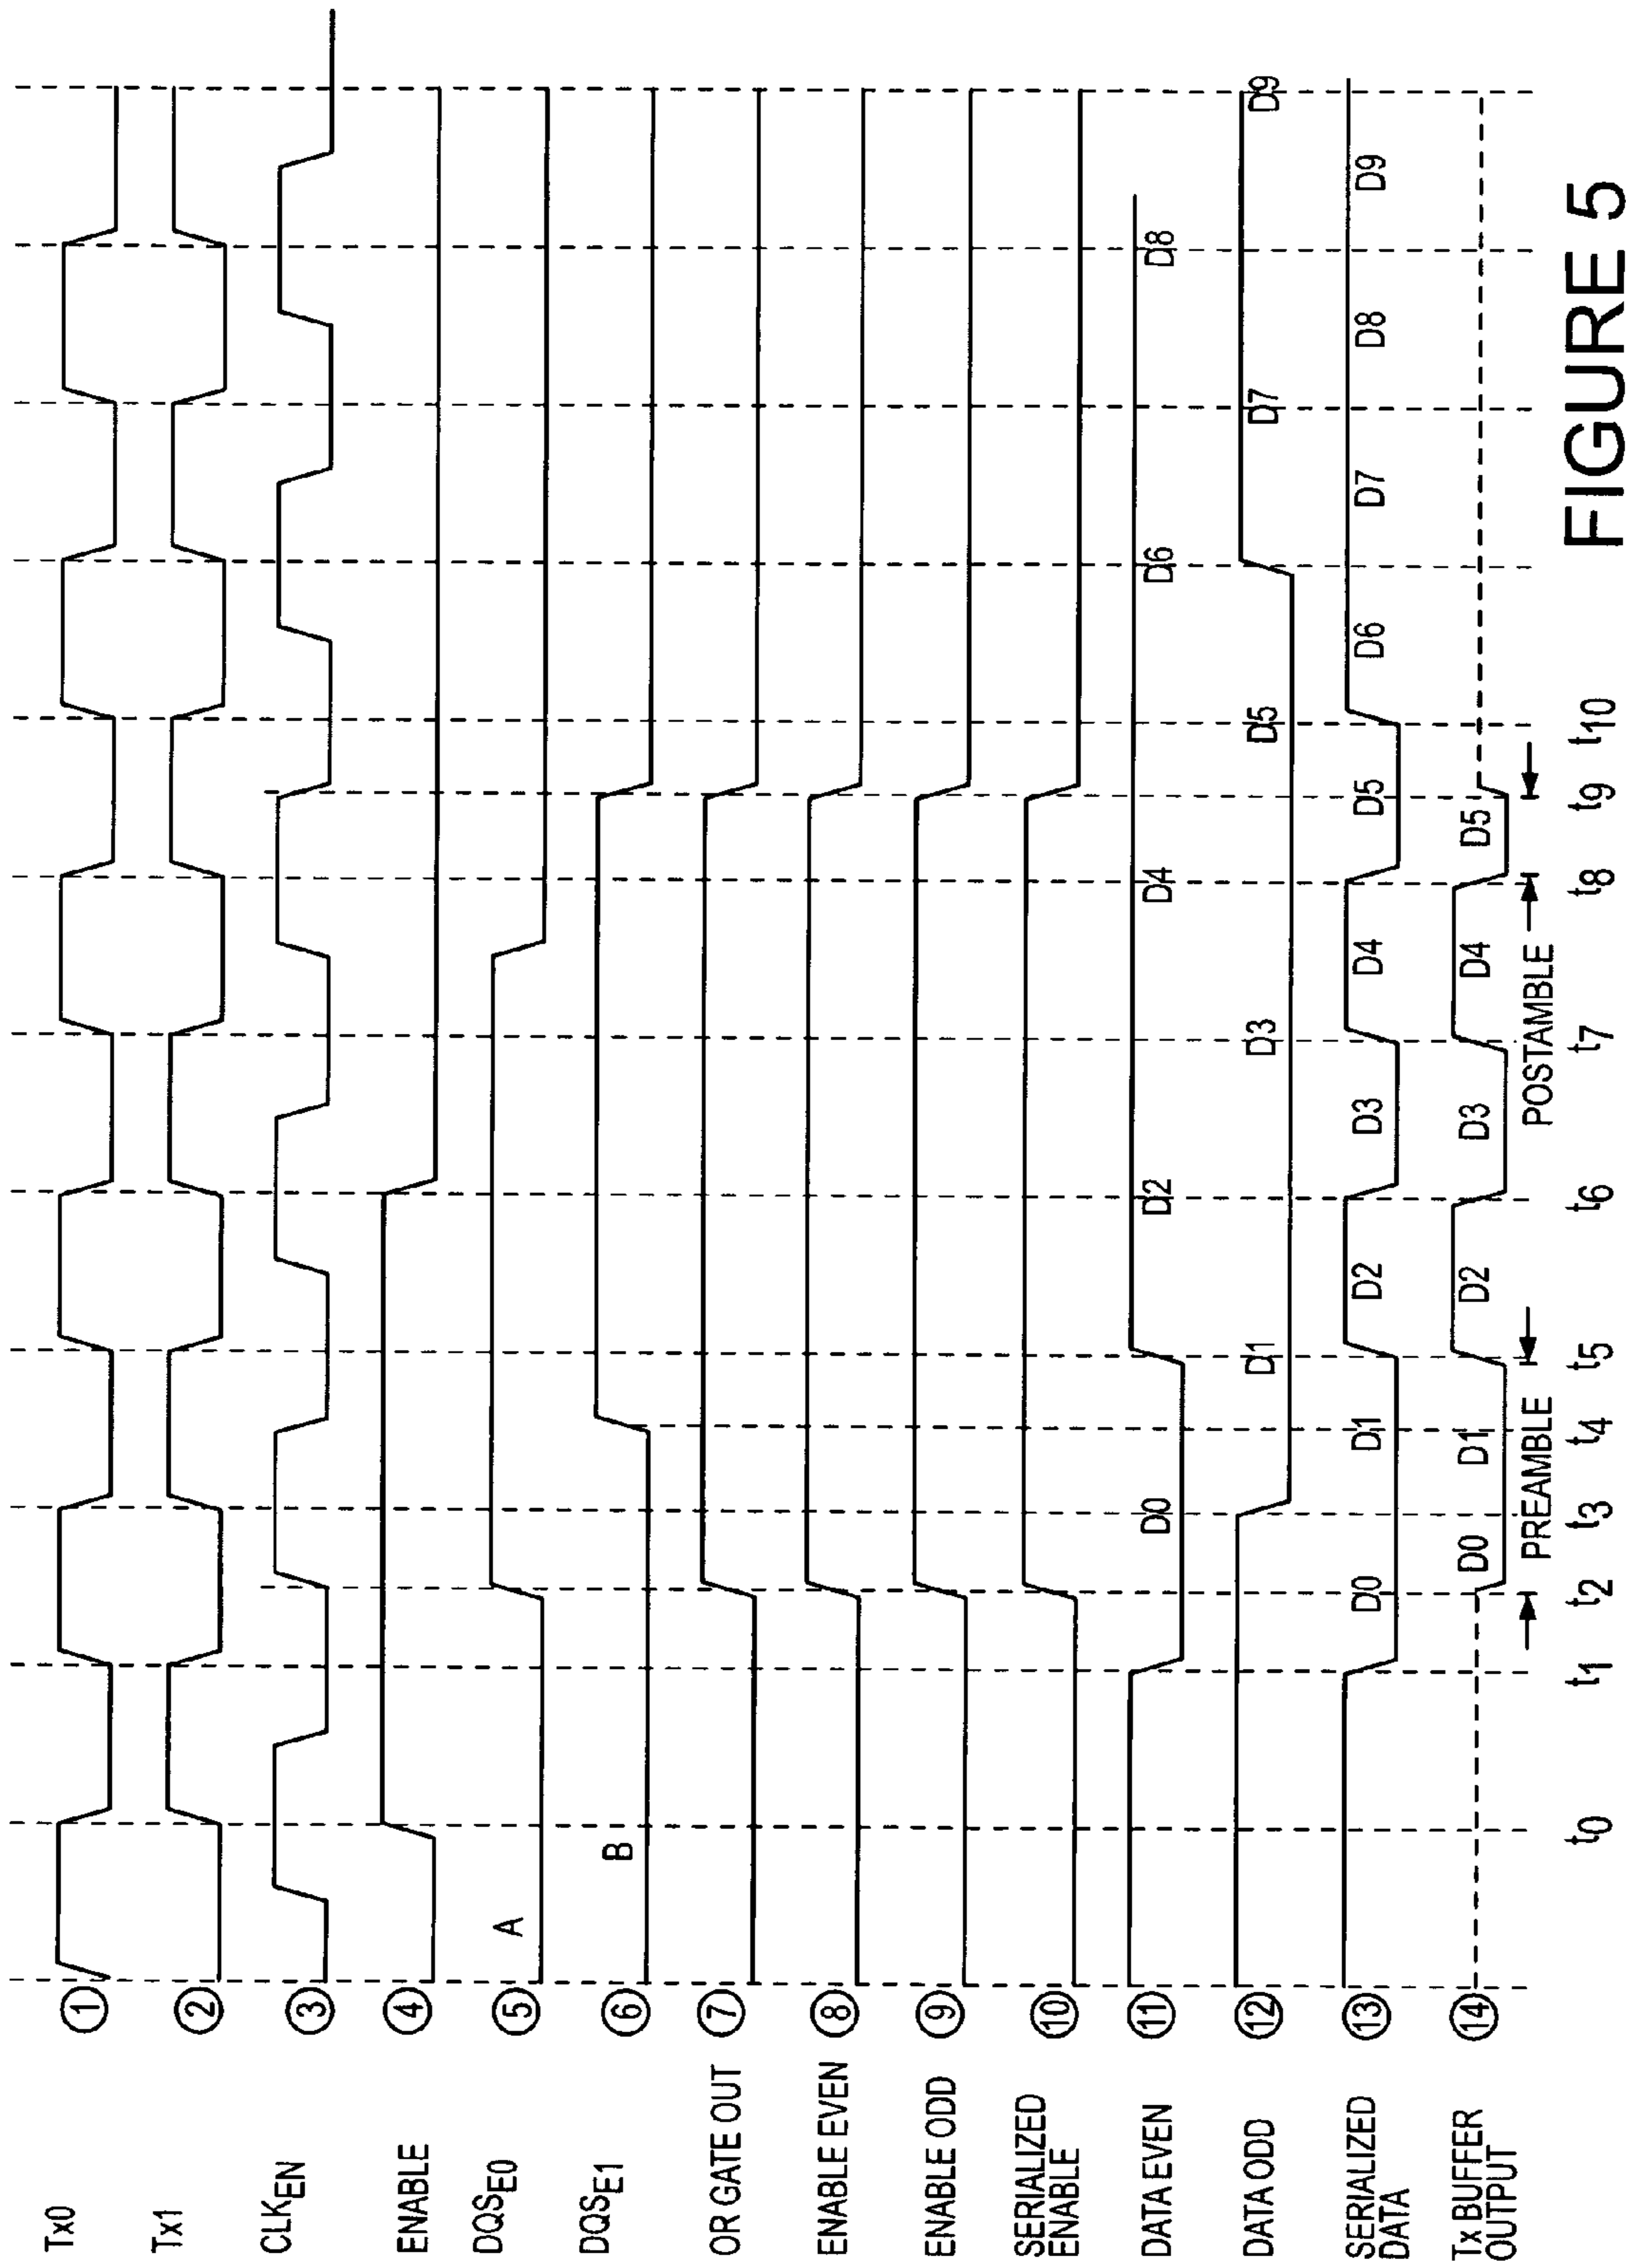 Tx0 ①
Tx1 ②
CLKEN ③
ENABLE ④
DQSE0 ⑤ A
DQSE1 ⑥ B
OR GATE OUT ⑦
ENABLE EVEN ⑧
ENABLE ODD ⑨
SERIALIZED
ENABLE ⑩
DATA EVEN ⑪ D0 D2 D4 D6 D8
DATA ODD ⑫ D1 D3 D5 D7 D9
SERIALIZED
DATA ⑬ D0 D1 D2 D3 D4 D5 D6 D7 D8 D9
Tx BUFFER
OUTPUT ⑭ D0 D1 D2 D3 D4 D5
PREAMBLE POSTAMBLE
t0 t1 t2 t3 t4 t5 t6 t7 t8 t9 t10
FIGURE 5